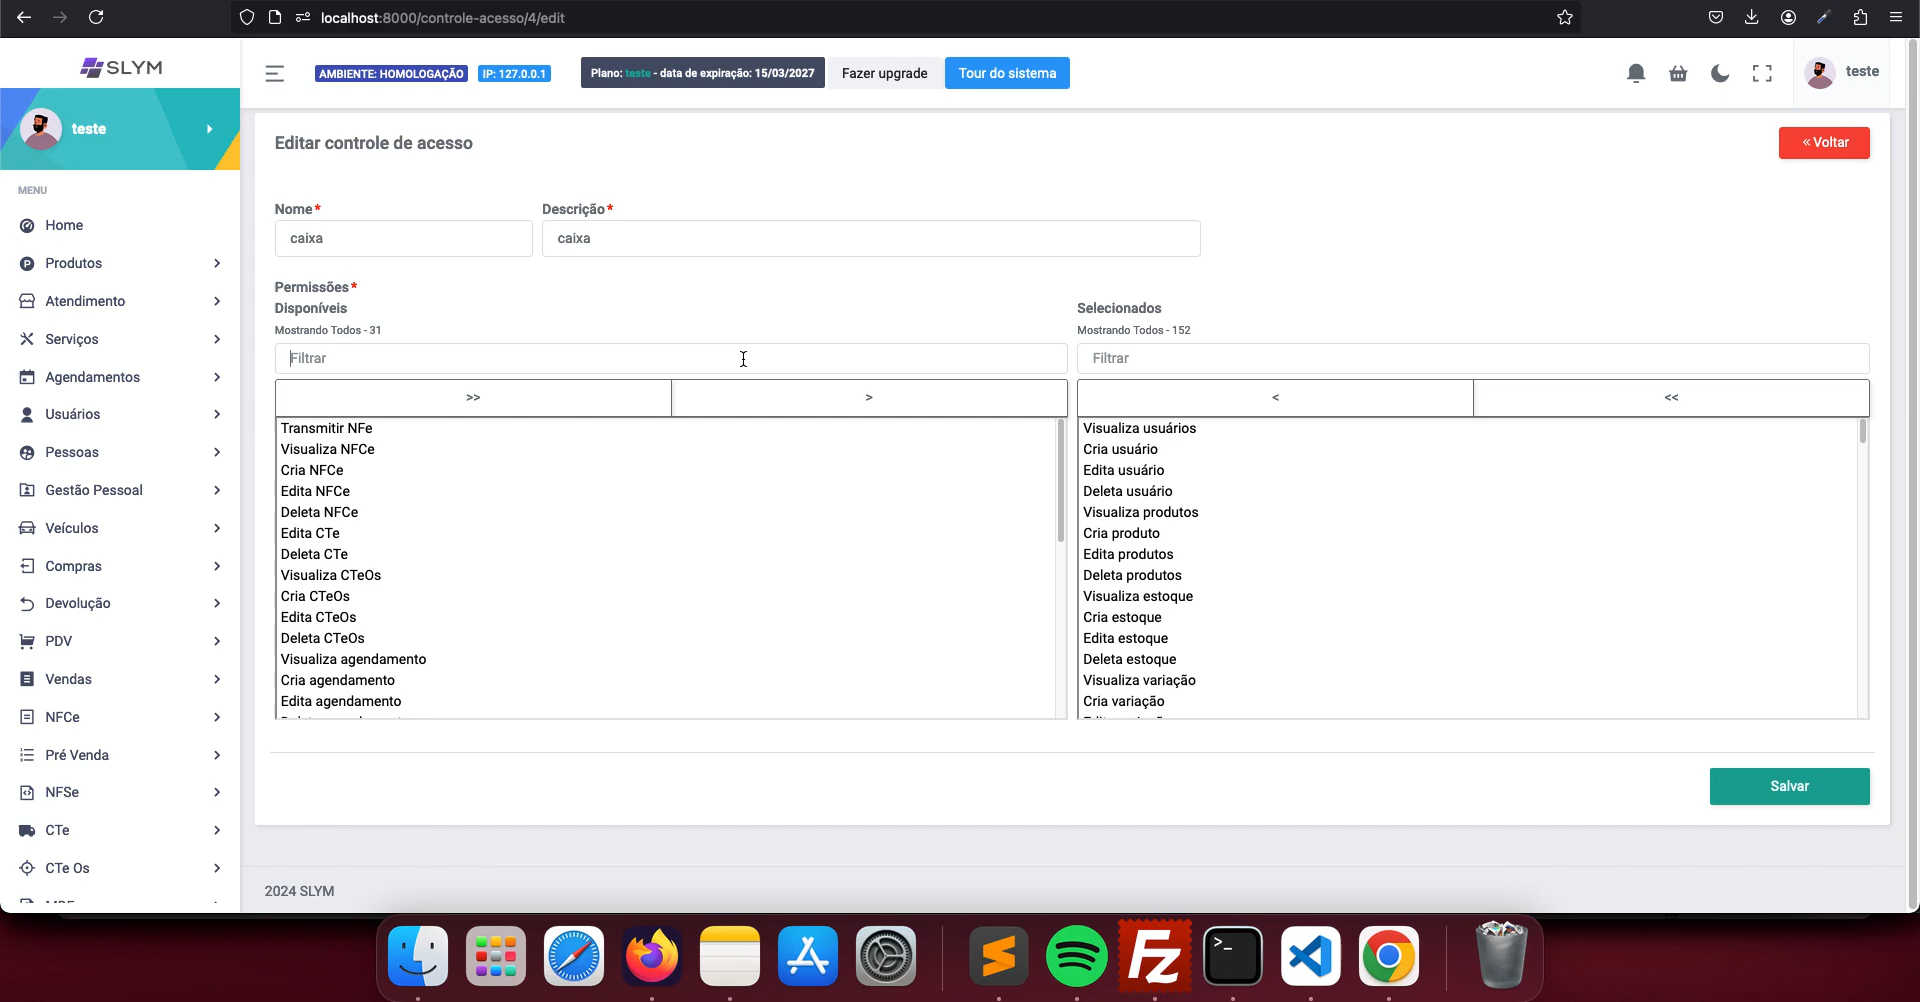 localhost:8000/controle-acesso/4/edit
SLYM
AMBIENTE: HOMOLOGAÇÃO
IP: 127.0.0.1
Plano: teste - data de expiração: 15/03/2027
Fazer upgrade
Tour do sistema
teste
teste
MENU
Home
Produtos
Atendimento
Serviços
Agendamentos
Usuários
Pessoas
Gestão Pessoal
Veículos
Compras
Devolução
PDV
Vendas
NFCe
Pré Venda
NFSe
CTe
CTe Os
Editar controle de acesso
« Voltar
Nome*
Descrição*
caixa
caixa
Permissões*
Disponíveis
Mostrando Todos - 31
Filtrar
>>
>
Transmitir NFe
Visualiza NFCe
Cria NFCe
Edita NFCe
Deleta NFCe
Edita CTe
Deleta CTe
Visualiza CTeOs
Cria CTeOs
Edita CTeOs
Deleta CTeOs
Visualiza agendamento
Cria agendamento
Edita agendamento
Selecionados
Mostrando Todos - 152
Filtrar
<
<<
Visualiza usuários
Cria usuário
Edita usuário
Deleta usuário
Visualiza produtos
Cria produto
Edita produtos
Deleta produtos
Visualiza estoque
Cria estoque
Edita estoque
Deleta estoque
Visualiza variação
Cria variação
Salvar
2024 SLYM